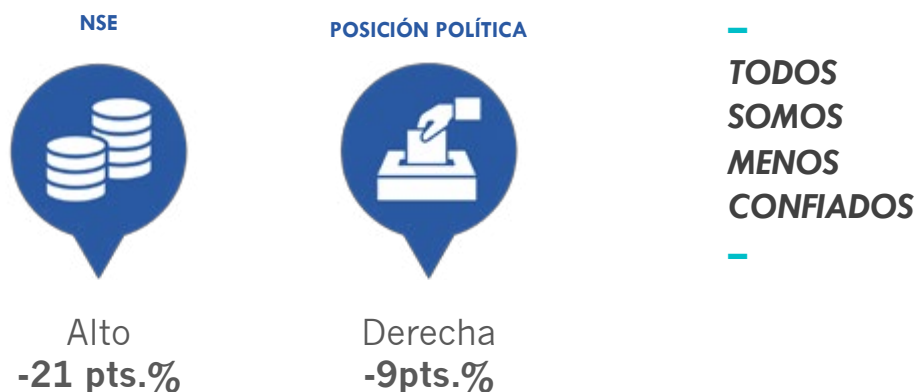 NSE
POSICIÓN POLÍTICA
Alto
-21 pts.%
Derecha
-9pts.%
TODOS
SOMOS
MENOS
CONFIADOS